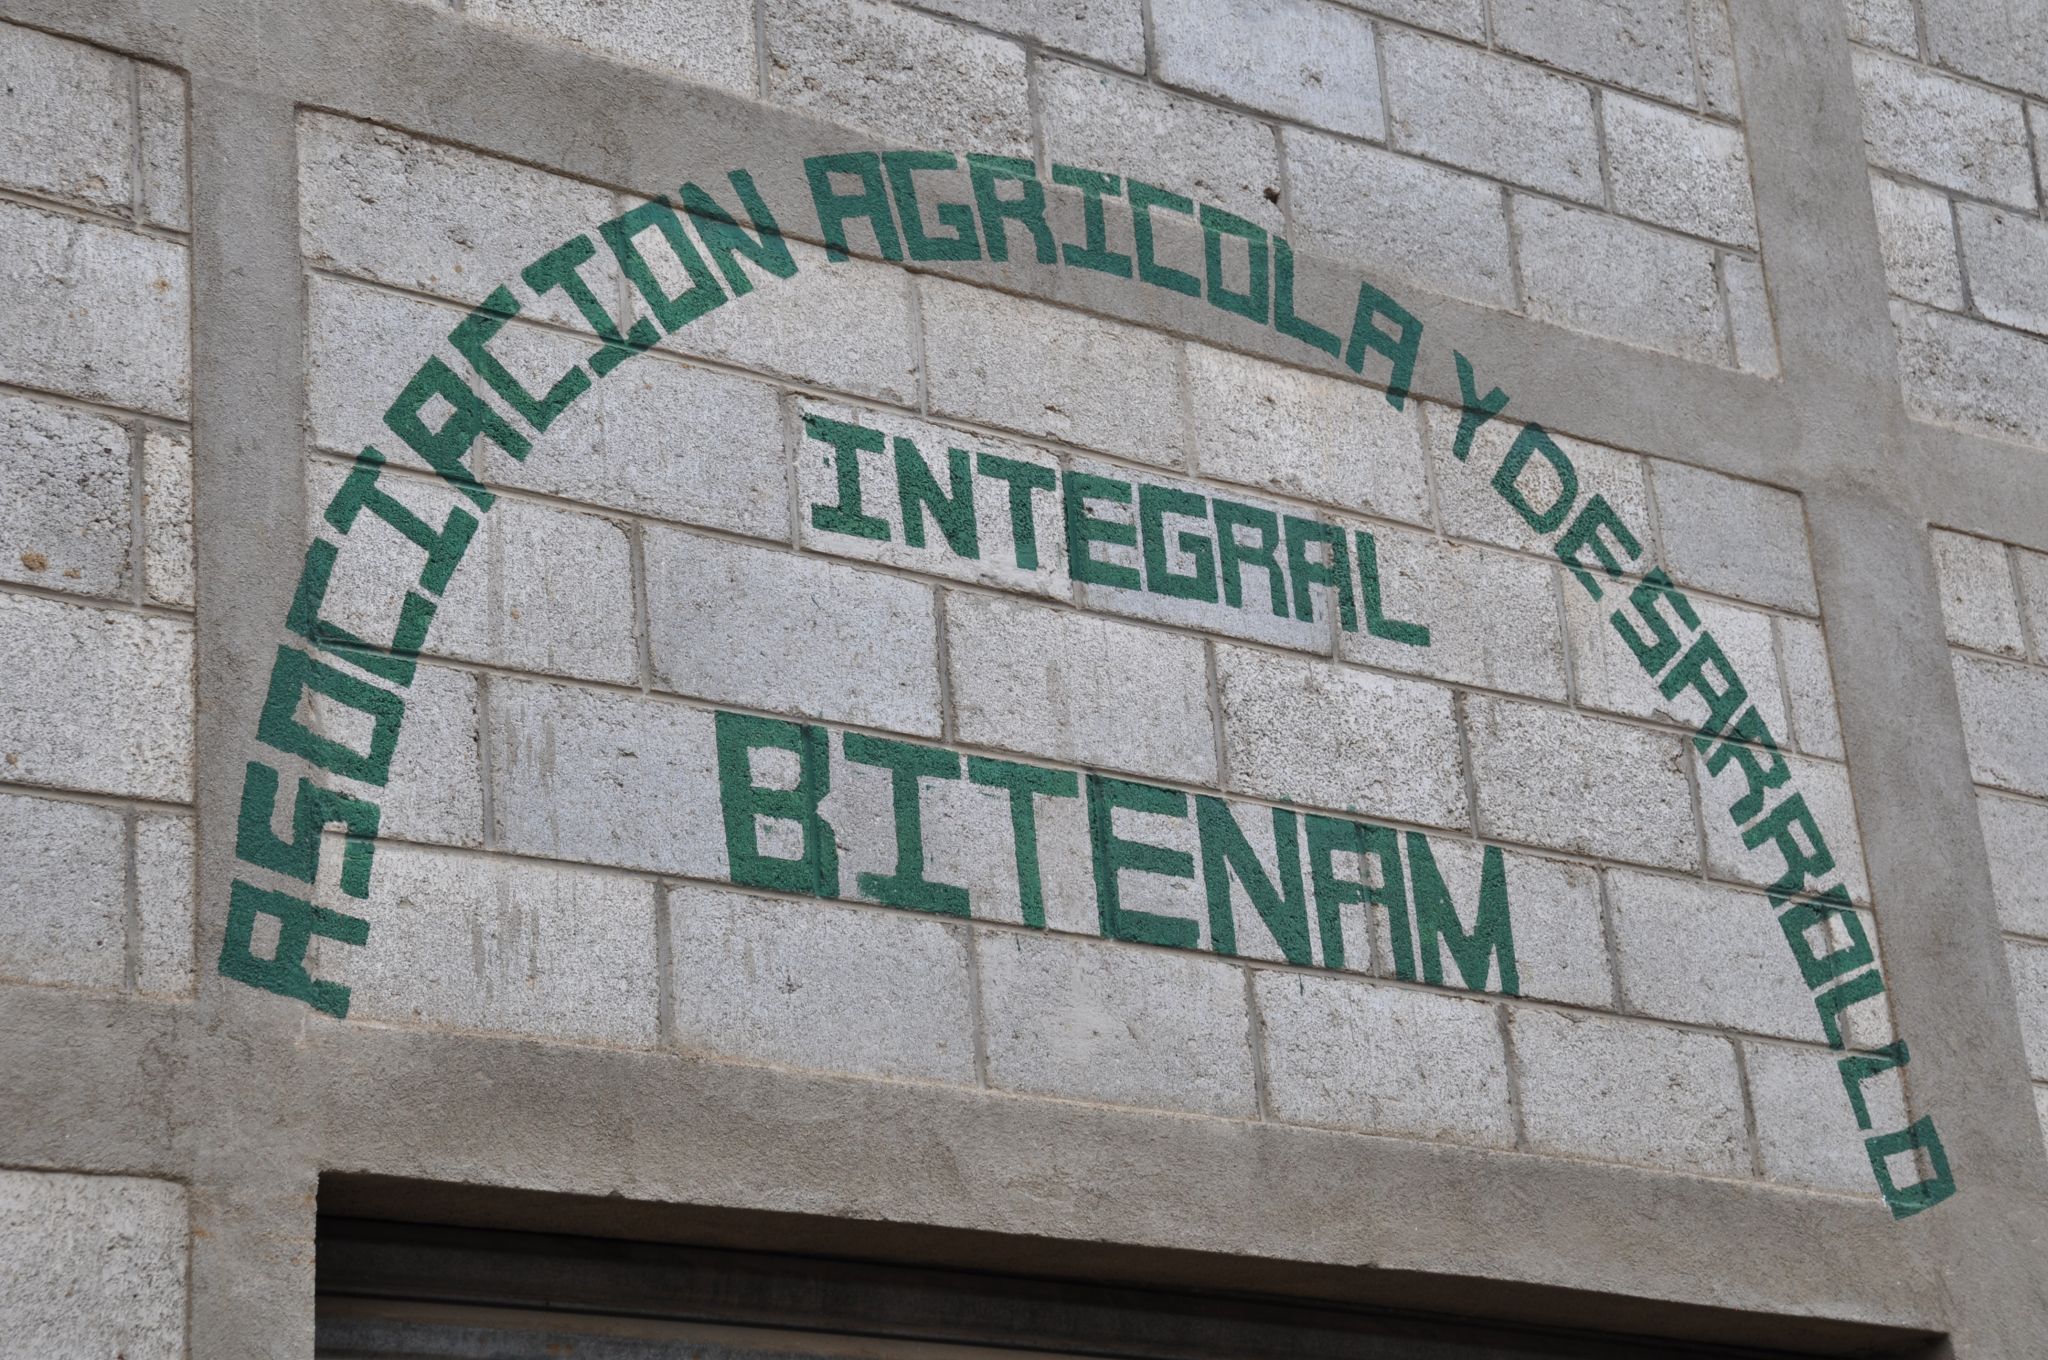 ASOCIACION AGRICOLA Y DESARROLLO
INTEGRAL
BITENAM